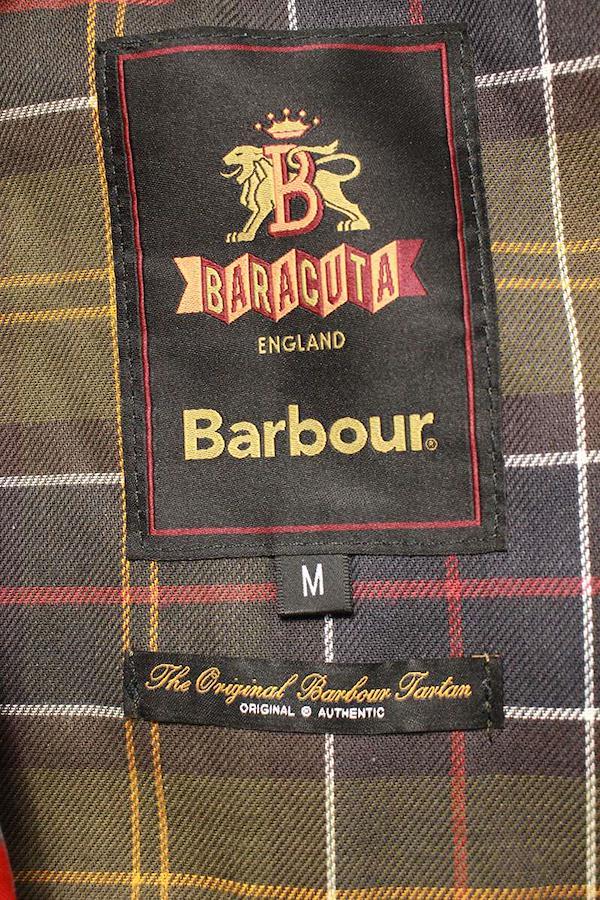 B
BARACUTA
ENGLAND
Barbour®
M
The Original Barbour Tartan
ORIGINAL ® AUTHENTIC